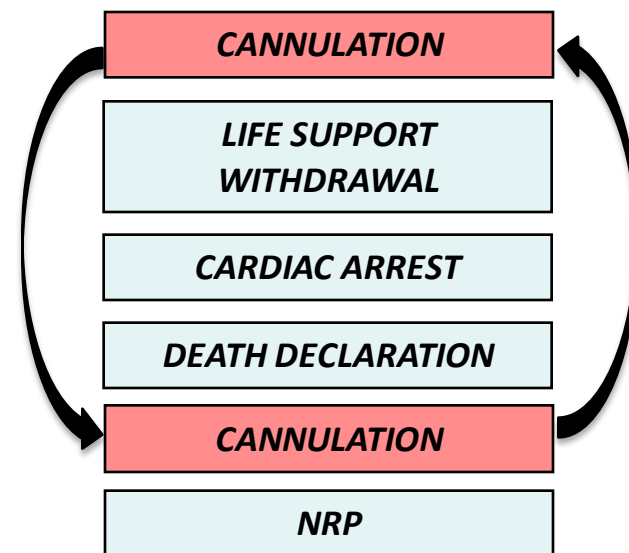 CANNULATION
LIFE SUPPORT
WITHDRAWAL
CARDIAC ARREST
DEATH DECLARATION
CANNULATION
NRP